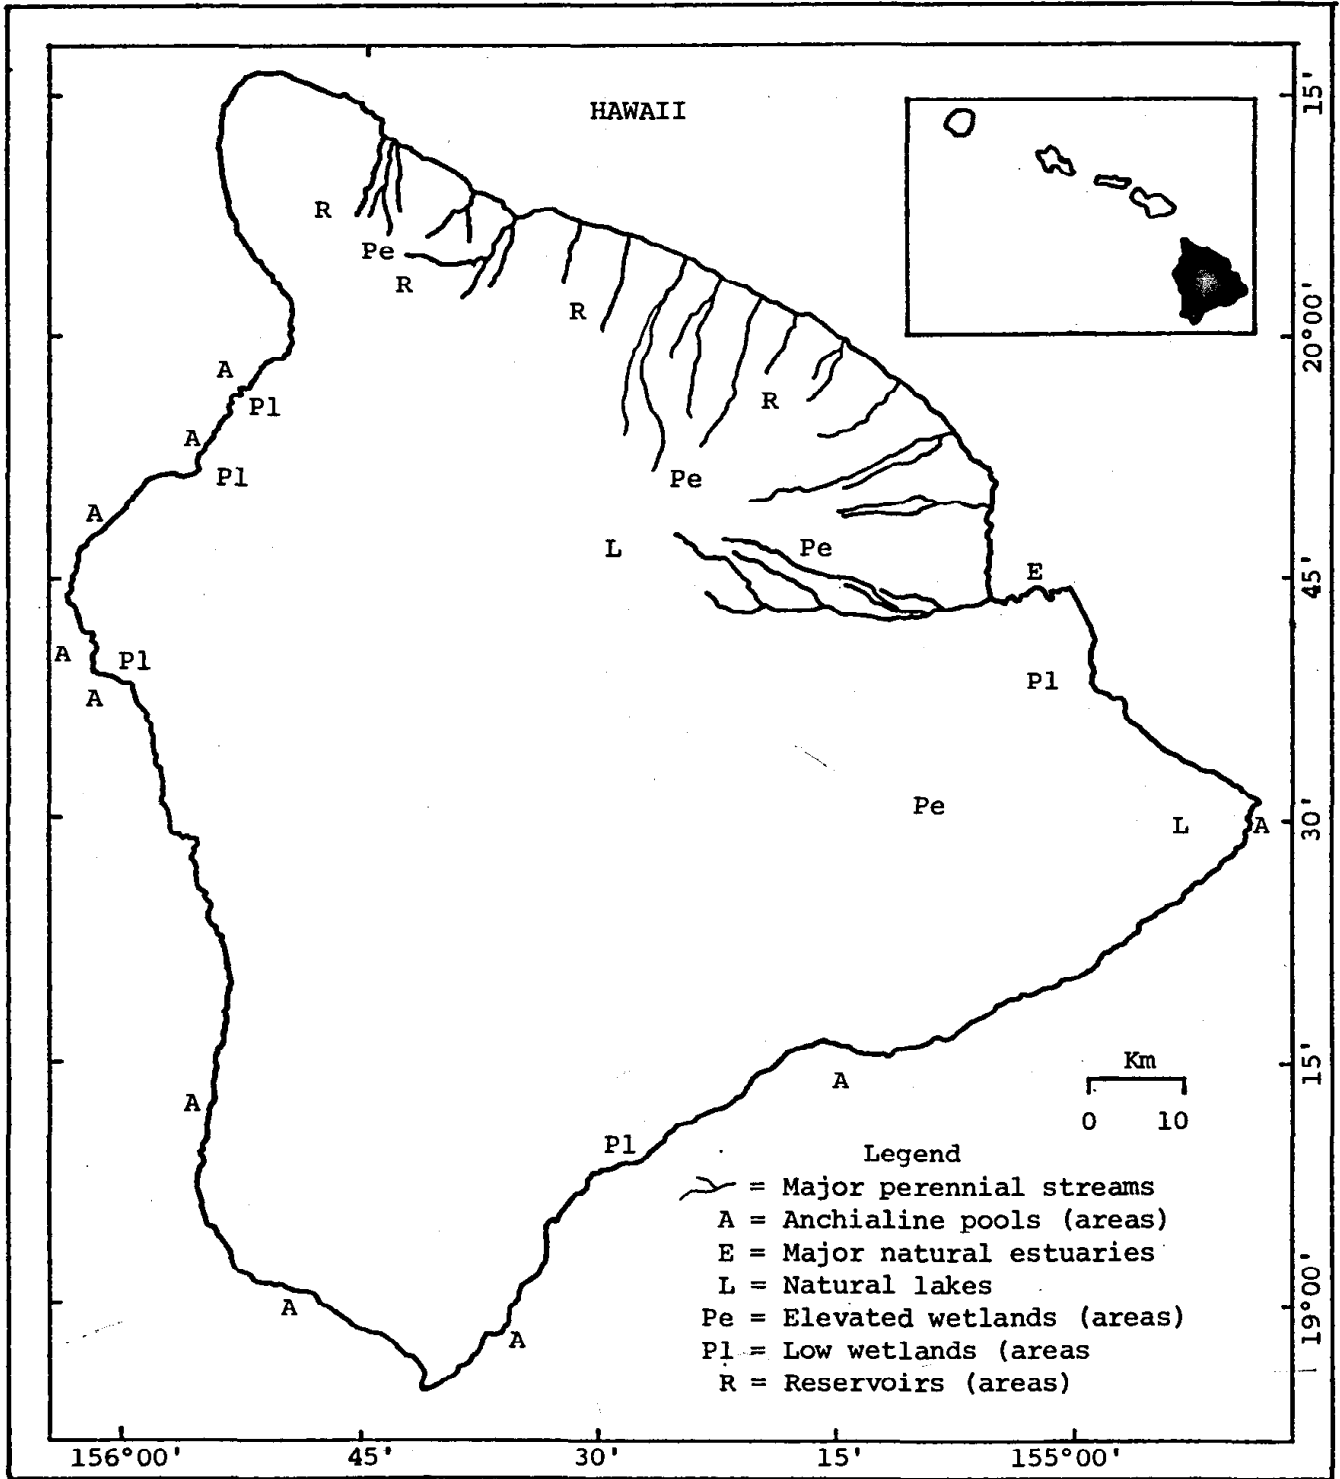 HAWAII
15'
R
Pe
R
R
20°00'
A
Pl
R
A
Pl
Pe
A
L
Pe
E
45'
A
Pl
A
Pl
Pe
L
A
30'
Km
15'
A
A
0 10
Pl
Legend
= Major perennial streams
A = Anchialine pools (areas)
E = Major natural estuaries
L = Natural lakes
A
19°00'
Pe = Elevated wetlands (areas)
A
Pl = Low wetlands (areas
R = Reservoirs (areas)
156°00' 45' 30' 15' 155°00'